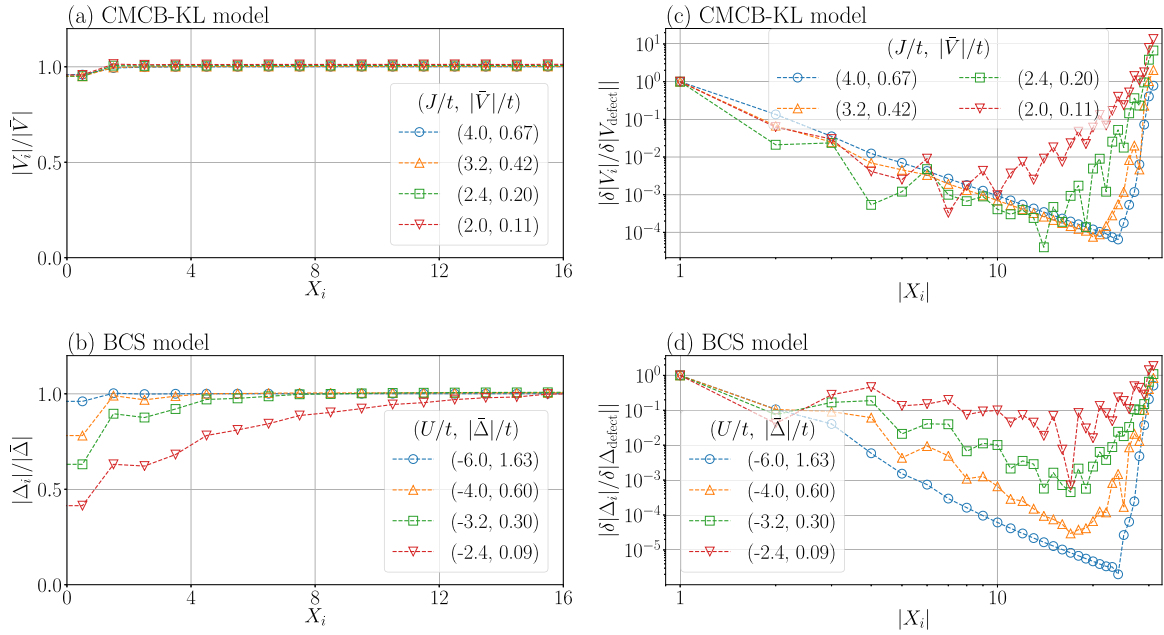 (a) CMCB-KL model
|V_i|/|V̄|
1.0
0.5
0.0
0 4 8 12 16
X_i
(J/t, |V̄|/t)
(4.0, 0.67)
(3.2, 0.42)
(2.4, 0.20)
(2.0, 0.11)
(c) CMCB-KL model
|δ|V_i|/δ|V_defect||
10^1
10^0
10^-1
10^-2
10^-3
10^-4
1 10
|X_i|
(J/t, |V̄|/t)
(4.0, 0.67) (2.4, 0.20)
(3.2, 0.42) (2.0, 0.11)
(b) BCS model
|Δ_i|/|Δ̄|
1.0
0.5
0.0
0 4 8 12 16
X_i
(U/t, |Δ̄|/t)
(-6.0, 1.63)
(-4.0, 0.60)
(-3.2, 0.30)
(-2.4, 0.09)
(d) BCS model
|δ|Δ_i|/δ|Δ_defect||
10^0
10^-1
10^-2
10^-3
10^-4
10^-5
1 10
|X_i|
(U/t, |Δ̄|/t)
(-6.0, 1.63)
(-4.0, 0.60)
(-3.2, 0.30)
(-2.4, 0.09)